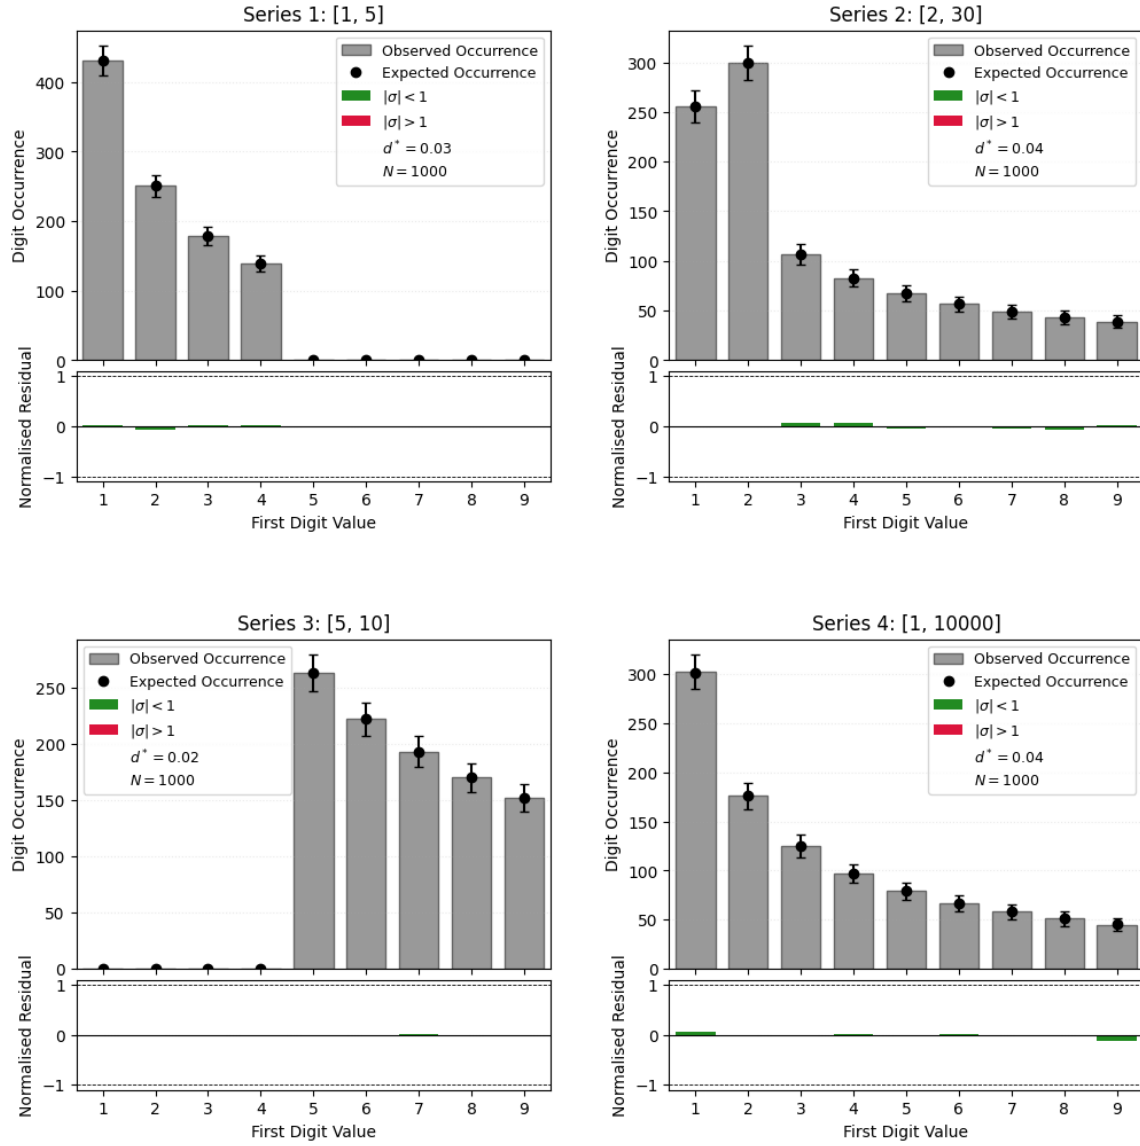 Series 1: [1, 5]
Digit Occurrence
400
300
200
100
0
Observed Occurrence
Expected Occurrence
|σ| < 1
|σ| > 1
d* = 0.03
N = 1000
Normalised Residual
1
0
−1
1 2 3 4 5 6 7 8 9
First Digit Value
Series 2: [2, 30]
Digit Occurrence
300
250
200
150
100
50
0
Observed Occurrence
Expected Occurrence
|σ| < 1
|σ| > 1
d* = 0.04
N = 1000
Normalised Residual
1
0
−1
1 2 3 4 5 6 7 8 9
First Digit Value
Series 3: [5, 10]
Digit Occurrence
250
200
150
100
50
0
Observed Occurrence
Expected Occurrence
|σ| < 1
|σ| > 1
d* = 0.02
N = 1000
Normalised Residual
1
0
−1
1 2 3 4 5 6 7 8 9
First Digit Value
Series 4: [1, 10000]
Digit Occurrence
300
250
200
150
100
50
0
Observed Occurrence
Expected Occurrence
|σ| < 1
|σ| > 1
d* = 0.04
N = 1000
Normalised Residual
1
0
−1
1 2 3 4 5 6 7 8 9
First Digit Value